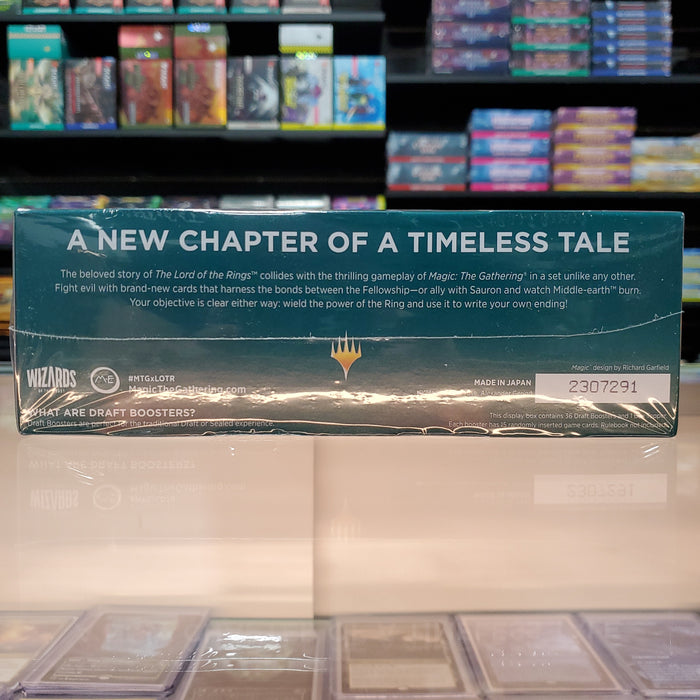 A NEW CHAPTER OF A TIMELESS TALE
The beloved story of The Lord of the Rings™ collides with the thrilling gameplay of Magic: The Gathering® in a set unlike any other.
Fight evil with brand-new cards that harness the bonds between the Fellowship—or ally with Sauron and watch Middle-earth™ burn.
Your objective is clear either way: wield the power of the Ring and use it to write your own ending!
Magic® design by Richard Garfield
WIZARDS
#MTGxLOTR
MagicTheGathering.com
MADE IN JAPAN
2307291
WHAT ARE DRAFT BOOSTERS?
Draft Boosters are perfect for the traditional Draft or Sealed experience.
This display box contains 36 Draft Boosters and 1 box topper.
Each booster has 15 randomly inserted game cards. Rulebook not included.